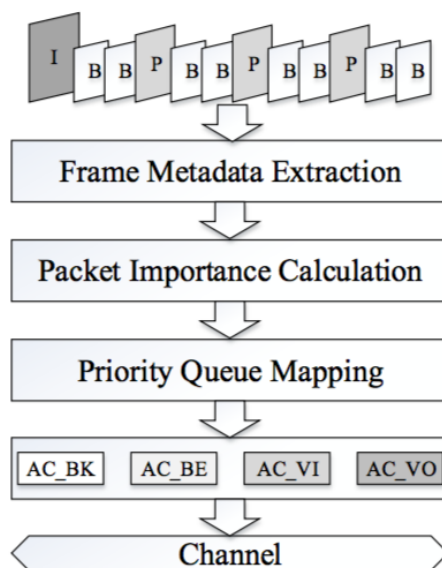 I B B P B B P B B P B B
Frame Metadata Extraction
Packet Importance Calculation
Priority Queue Mapping
AC_BK AC_BE AC_VI AC_VO
Channel